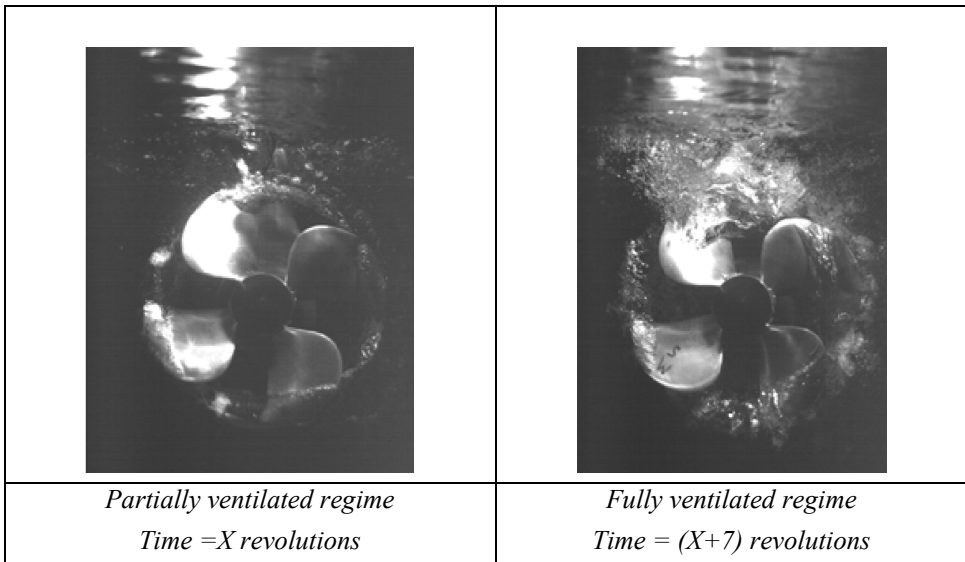 Partially ventilated regime
Time =X revolutions
Fully ventilated regime
Time = (X+7) revolutions